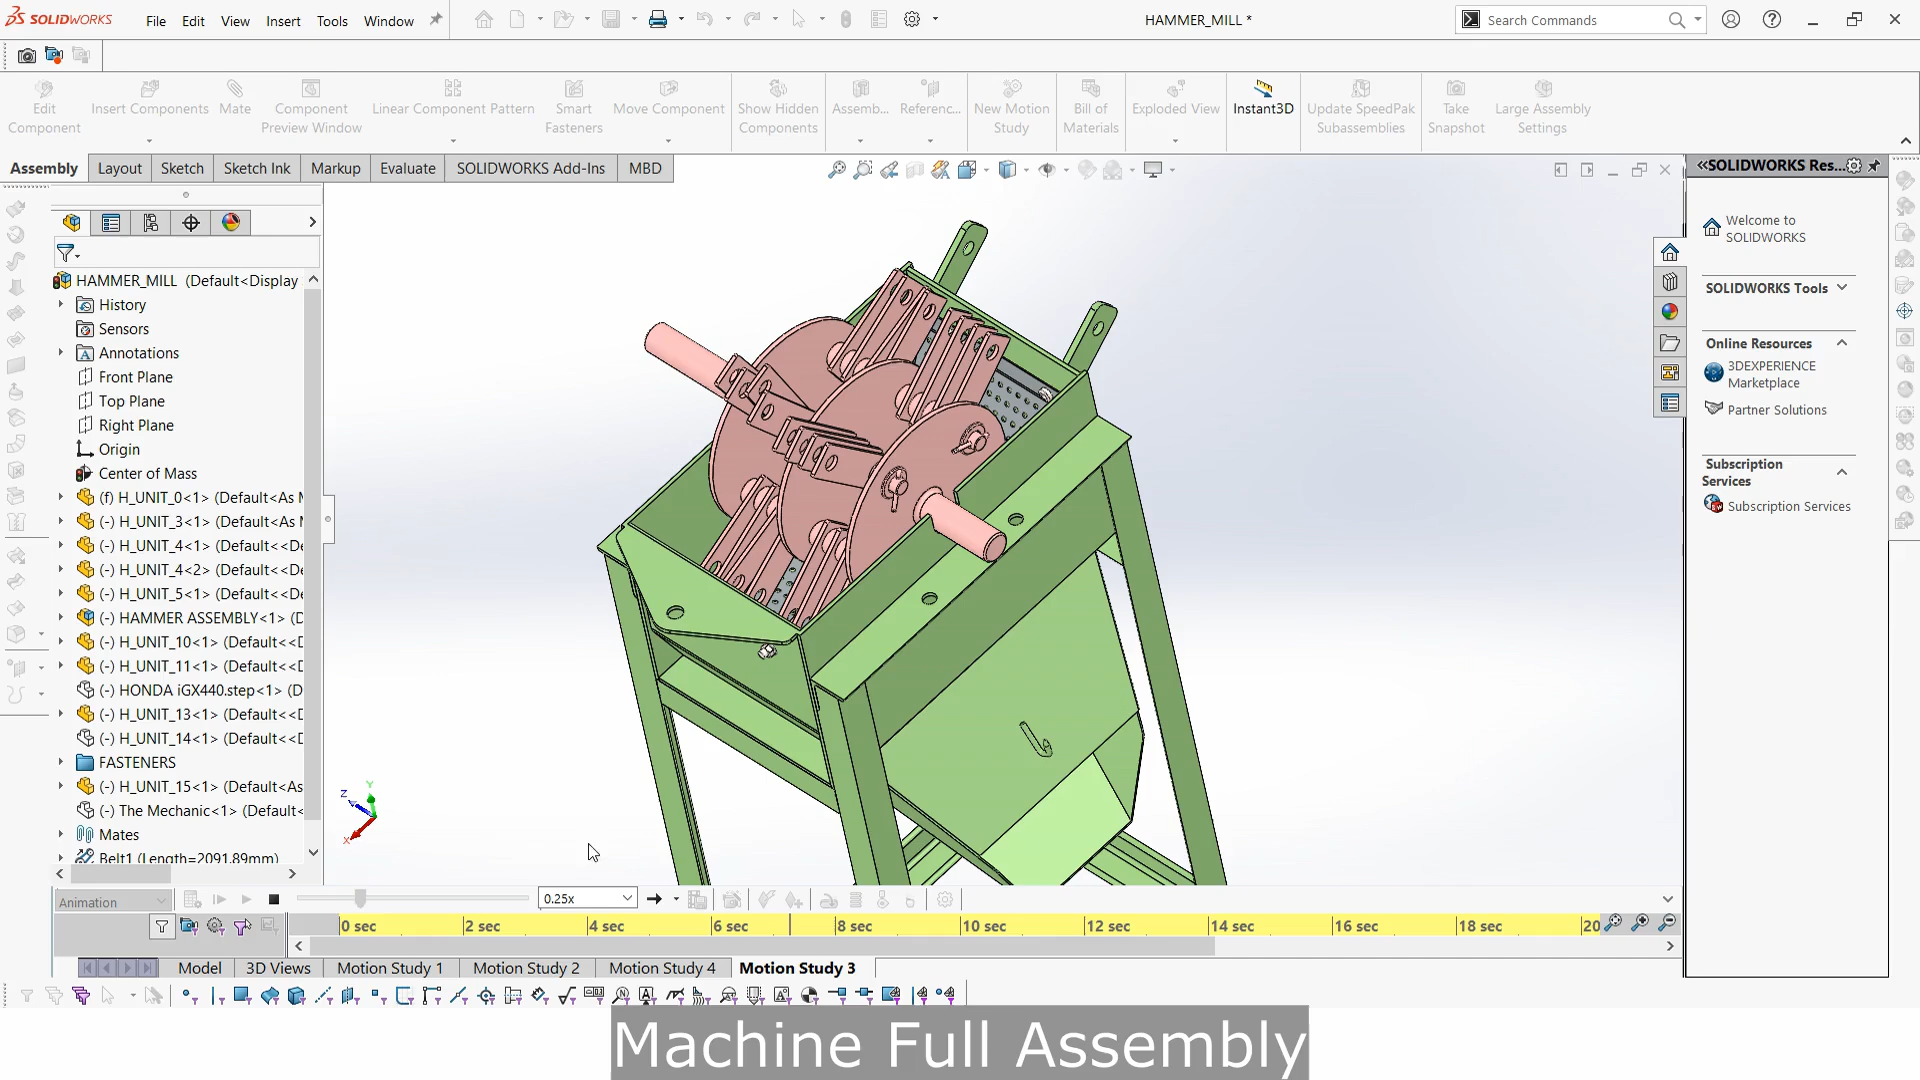 SOLIDWORKS File Edit View Insert Tools Window HAMMER_MILL * Search Commands
Edit Component
Insert Components
Mate
Component Preview Window
Linear Component Pattern
Smart Fasteners
Move Component
Show Hidden Components
Assemb...
Referenc...
New Motion Study
Bill of Materials
Exploded View
Instant3D
Update SpeedPak Subassemblies
Take Snapshot
Large Assembly Settings
Assembly Layout Sketch Sketch Ink Markup Evaluate SOLIDWORKS Add-Ins MBD
HAMMER_MILL (Default<Display
History
Sensors
Annotations
Front Plane
Top Plane
Right Plane
Origin
Center of Mass
(f) H_UNIT_0<1> (Default<As M
(-) H_UNIT_3<1> (Default<As M
(-) H_UNIT_4<1> (Default<<De
(-) H_UNIT_4<2> (Default<<De
(-) H_UNIT_5<1> (Default<<De
(-) HAMMER ASSEMBLY<1> (D
(-) H_UNIT_10<1> (Default<<D
(-) H_UNIT_11<1> (Default<<D
(-) HONDA iGX440.step<1> (D
(-) H_UNIT_13<1> (Default<<D
(-) H_UNIT_14<1> (Default<<D
FASTENERS
(-) H_UNIT_15<1> (Default<As
(-) The Mechanic<1> (Default<
Mates
Belt1 (Length=2091.89mm)
Y
Z
X
SOLIDWORKS Res...
Welcome to
SOLIDWORKS
SOLIDWORKS Tools
Online Resources
3DEXPERIENCE
Marketplace
Partner Solutions
Subscription
Services
Subscription Services
Animation 0.25x
0 sec 2 sec 4 sec 6 sec 8 sec 10 sec 12 sec 14 sec 16 sec 18 sec 20
Model 3D Views Motion Study 1 Motion Study 2 Motion Study 4 Motion Study 3
Machine Full Assembly